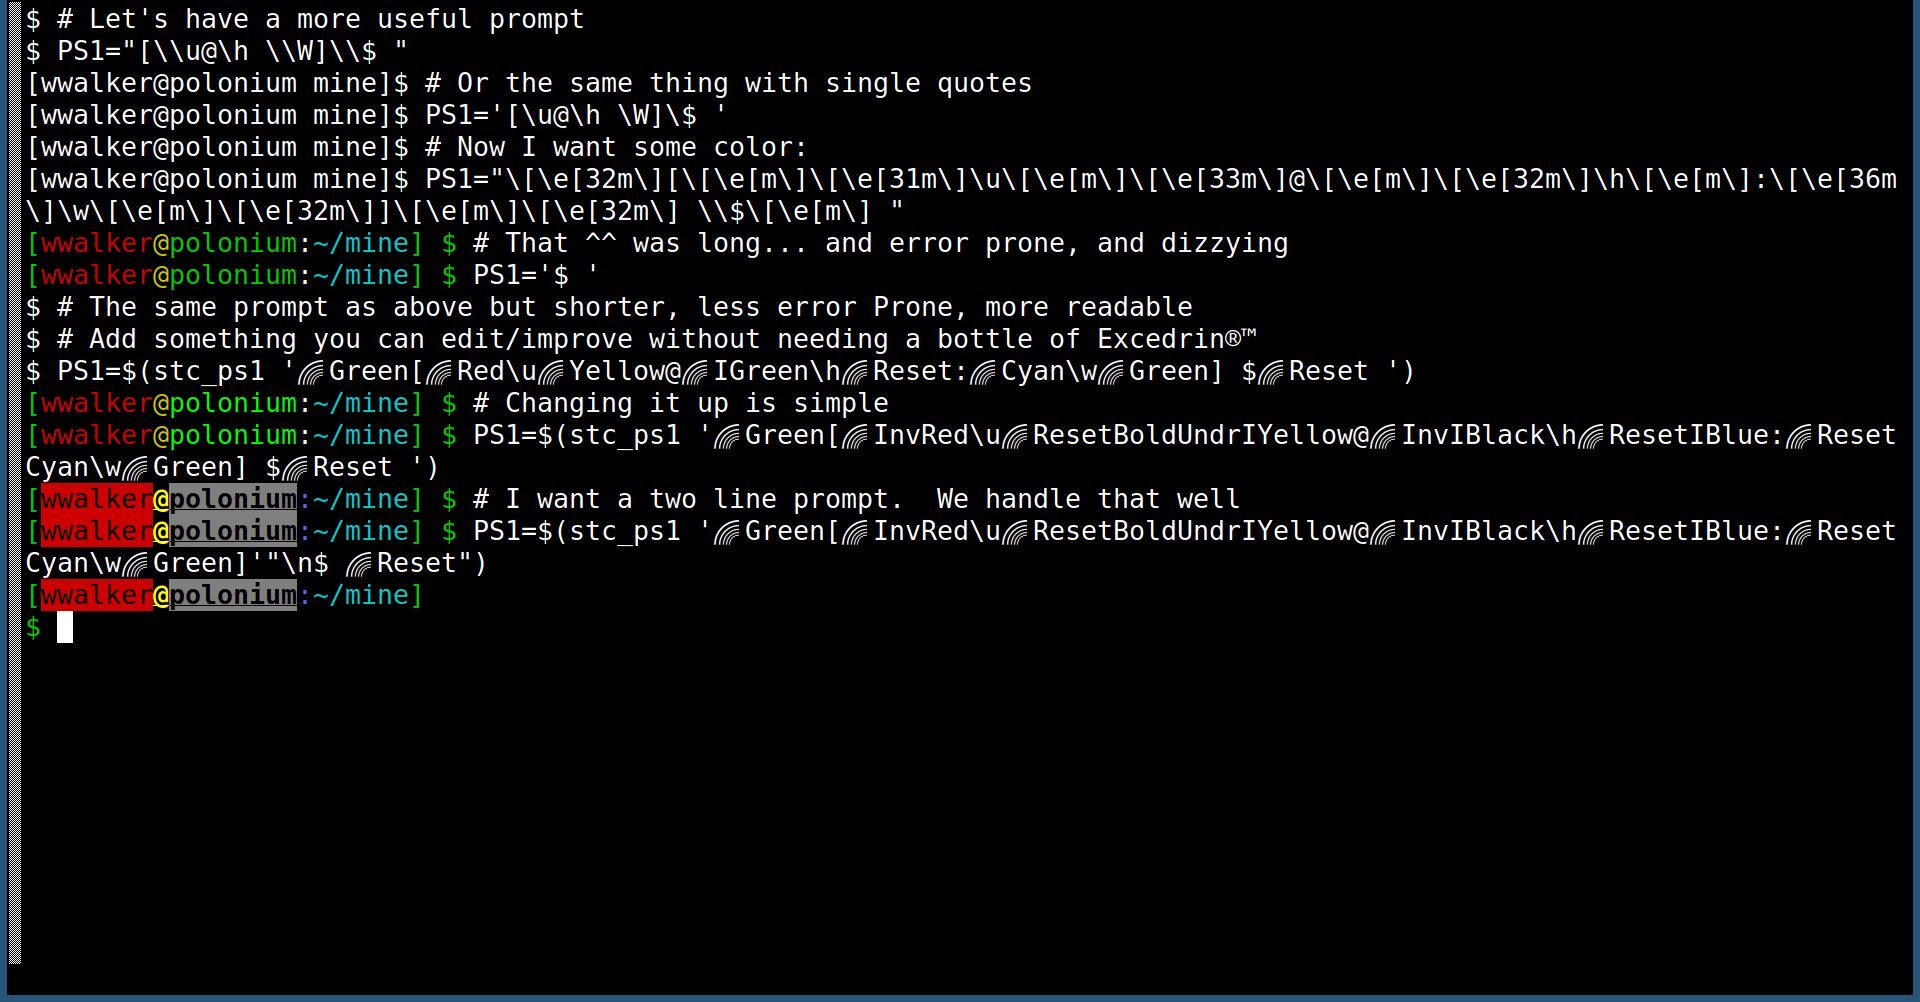 $ # Let's have a more useful prompt
$ PS1="[\\u@\h \\W]\\$ "
[wwalker@polonium mine]$ # Or the same thing with single quotes
[wwalker@polonium mine]$ PS1='[\u@\h \W]\$ '
[wwalker@polonium mine]$ # Now I want some color:
[wwalker@polonium mine]$ PS1="\[\e[32m\][\[\e[m\]\[\e[31m\]\u\[\e[m\]\[\e[33m\]@\[\e[m\]\[\e[32m\]\h\[\e[m\]:\[\e[36m
\]\w\[\e[m\]\[\e[32m\]]\[\e[m\]\[\e[32m\] \\$\[\e[m\] "
[wwalker@polonium:~/mine] $ # That ^^ was long... and error prone, and dizzying
[wwalker@polonium:~/mine] $ PS1='$ '
$ # The same prompt as above but shorter, less error Prone, more readable
$ # Add something you can edit/improve without needing a bottle of Excedrin®™
$ PS1=$(stc_ps1 '🌈Green[🌈Red\u🌈Yellow@🌈IGreen\h🌈Reset:🌈Cyan\w🌈Green] $🌈Reset ')
[wwalker@polonium:~/mine] $ # Changing it up is simple
[wwalker@polonium:~/mine] $ PS1=$(stc_ps1 '🌈Green[🌈InvRed\u🌈ResetBoldUndrIYellow@🌈InvIBlack\h🌈ResetIBlue:🌈Reset
Cyan\w🌈Green] $🌈Reset ')
[wwalker@polonium:~/mine] $ # I want a two line prompt.  We handle that well
[wwalker@polonium:~/mine] $ PS1=$(stc_ps1 '🌈Green[🌈InvRed\u🌈ResetBoldUndrIYellow@🌈InvIBlack\h🌈ResetIBlue:🌈Reset
Cyan\w🌈Green]'"\n$ 🌈Reset")
[wwalker@polonium:~/mine]
$